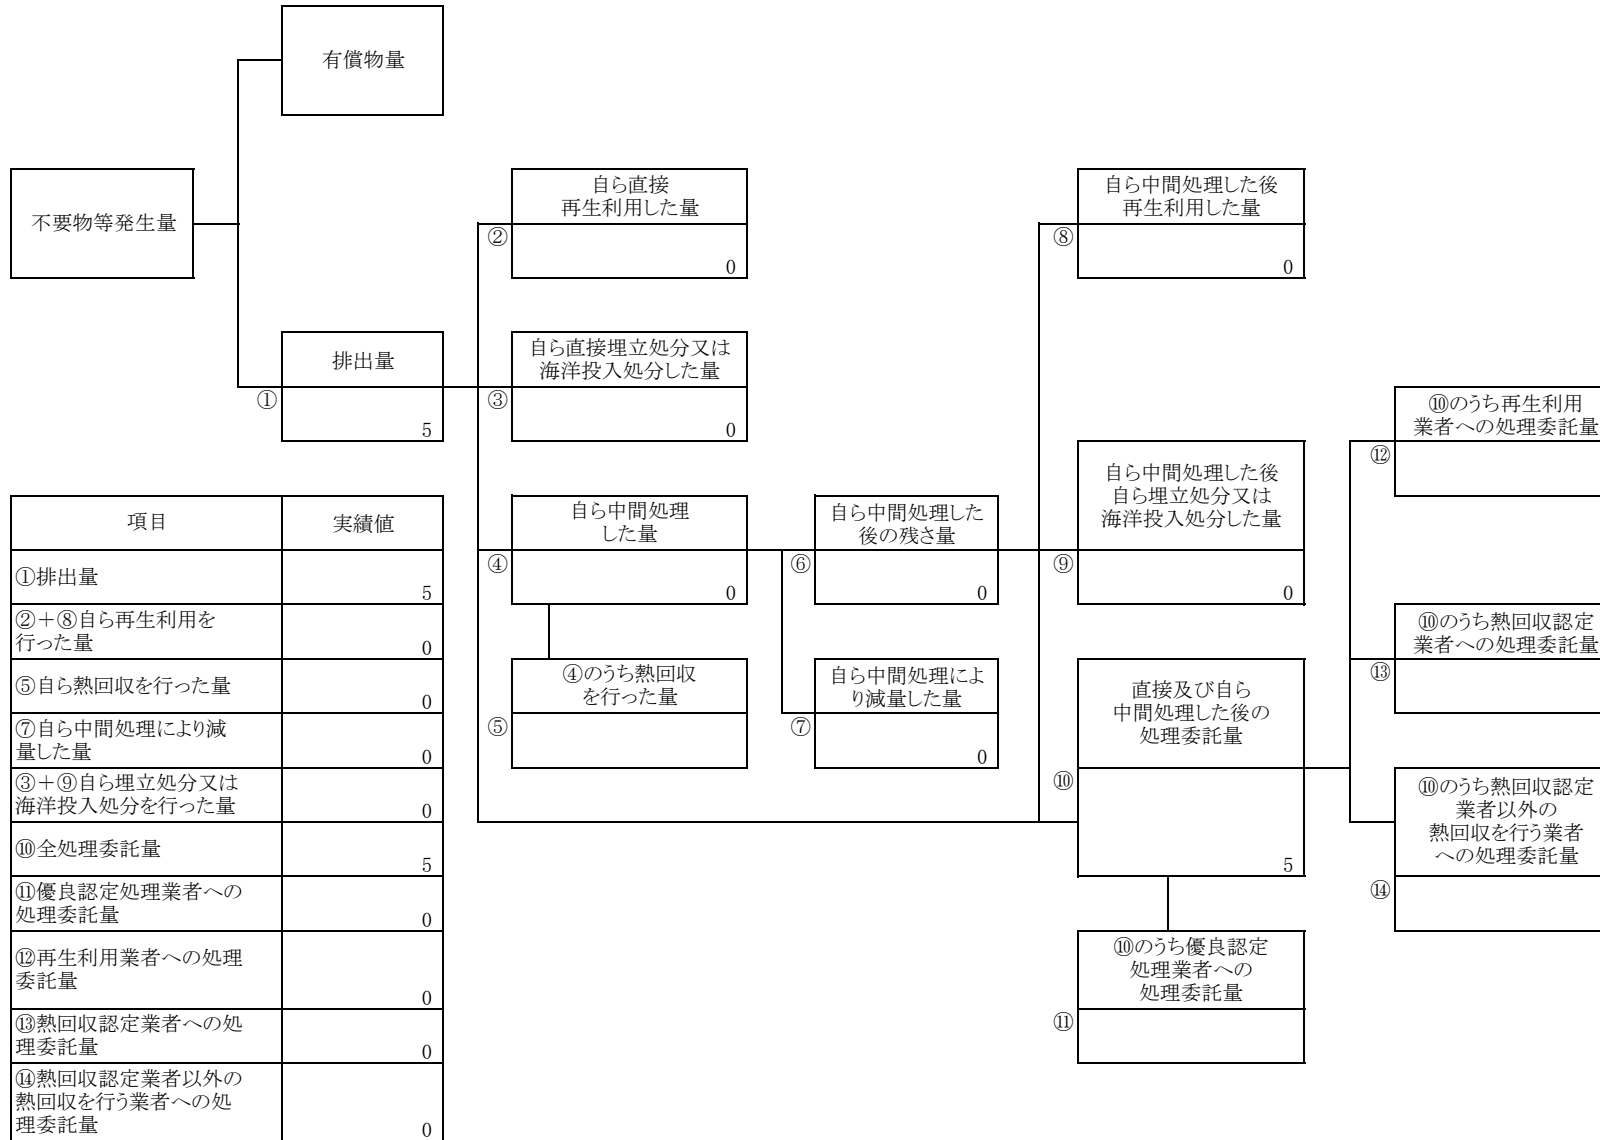 有償物量
不要物等発生量
自ら直接
再生利用した量
②
0
自ら中間処理した後
再生利用した量
⑧
0
排出量
①
5
自ら直接埋立処分又は
海洋投入処分した量
③
0
⑩のうち再生利用
業者への処理委託量
⑫
自ら中間処理
した量
④
0
自ら中間処理した
後の残さ量
⑥
0
自ら中間処理した後
自ら埋立処分又は
海洋投入処分した量
⑨
0
⑩のうち熱回収認定
業者への処理委託量
⑬
④のうち熱回収
を行った量
⑤
自ら中間処理によ
り減量した量
⑦
0
直接及び自ら
中間処理した後の
処理委託量
⑩
5
⑩のうち熱回収認定
業者以外の
熱回収を行う業者
への処理委託量
⑭
⑩のうち優良認定
処理業者への
処理委託量
⑪
項目 実績値
①排出量 5
②+⑧自ら再生利用を
行った量 0
⑤自ら熱回収を行った量 0
⑦自ら中間処理により減
量した量 0
③+⑨自ら埋立処分又は
海洋投入処分を行った量 0
⑩全処理委託量 5
⑪優良認定処理業者への
処理委託量 0
⑫再生利用業者への処理
委託量 0
⑬熱回収認定業者への処
理委託量 0
⑭熱回収認定業者以外の
熱回収を行う業者への処
理委託量 0